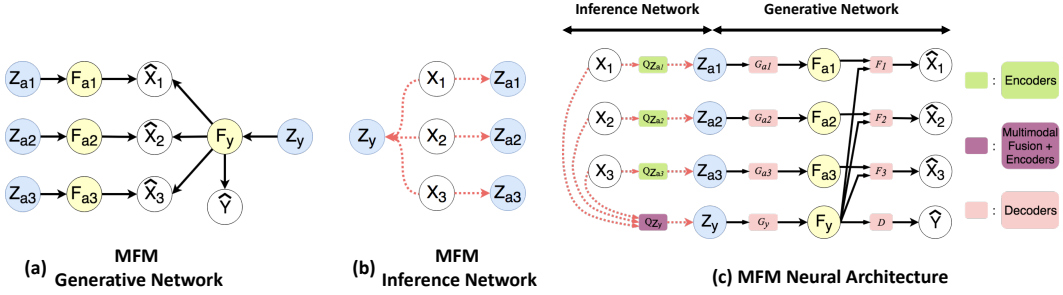 Z_a1 F_a1 X̂_1
Z_a2 F_a2 X̂_2 F_y Z_y
Z_a3 F_a3 X̂_3
Ŷ
(a) MFM
Generative Network
X_1 Z_a1
Z_y X_2 Z_a2
X_3 Z_a3
(b) MFM
Inference Network
Inference Network Generative Network
X_1 Q_Za1 Z_a1 G_a1 F_a1 F_1 X̂_1
X_2 Q_Za2 Z_a2 G_a2 F_a2 F_2 X̂_2
X_3 Q_Za3 Z_a3 G_a3 F_a3 F_3 X̂_3
Q_Zy Z_y G_y F_y D Ŷ
(c) MFM Neural Architecture
: Encoders
: Multimodal
Fusion +
Encoders
: Decoders